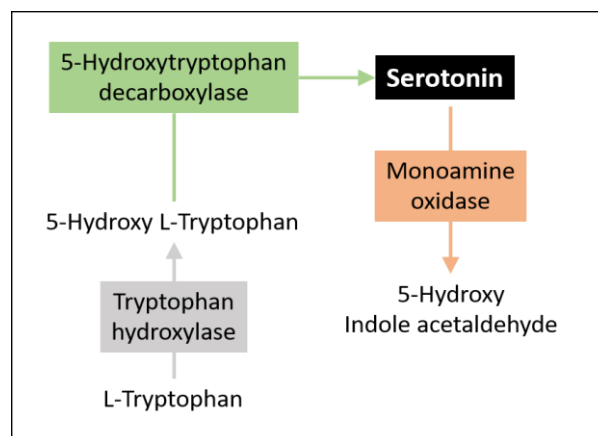 5-Hydroxytryptophan
decarboxylase
Serotonin
Monoamine
oxidase
5-Hydroxy L-Tryptophan
5-Hydroxy
Indole acetaldehyde
Tryptophan
hydroxylase
L-Tryptophan